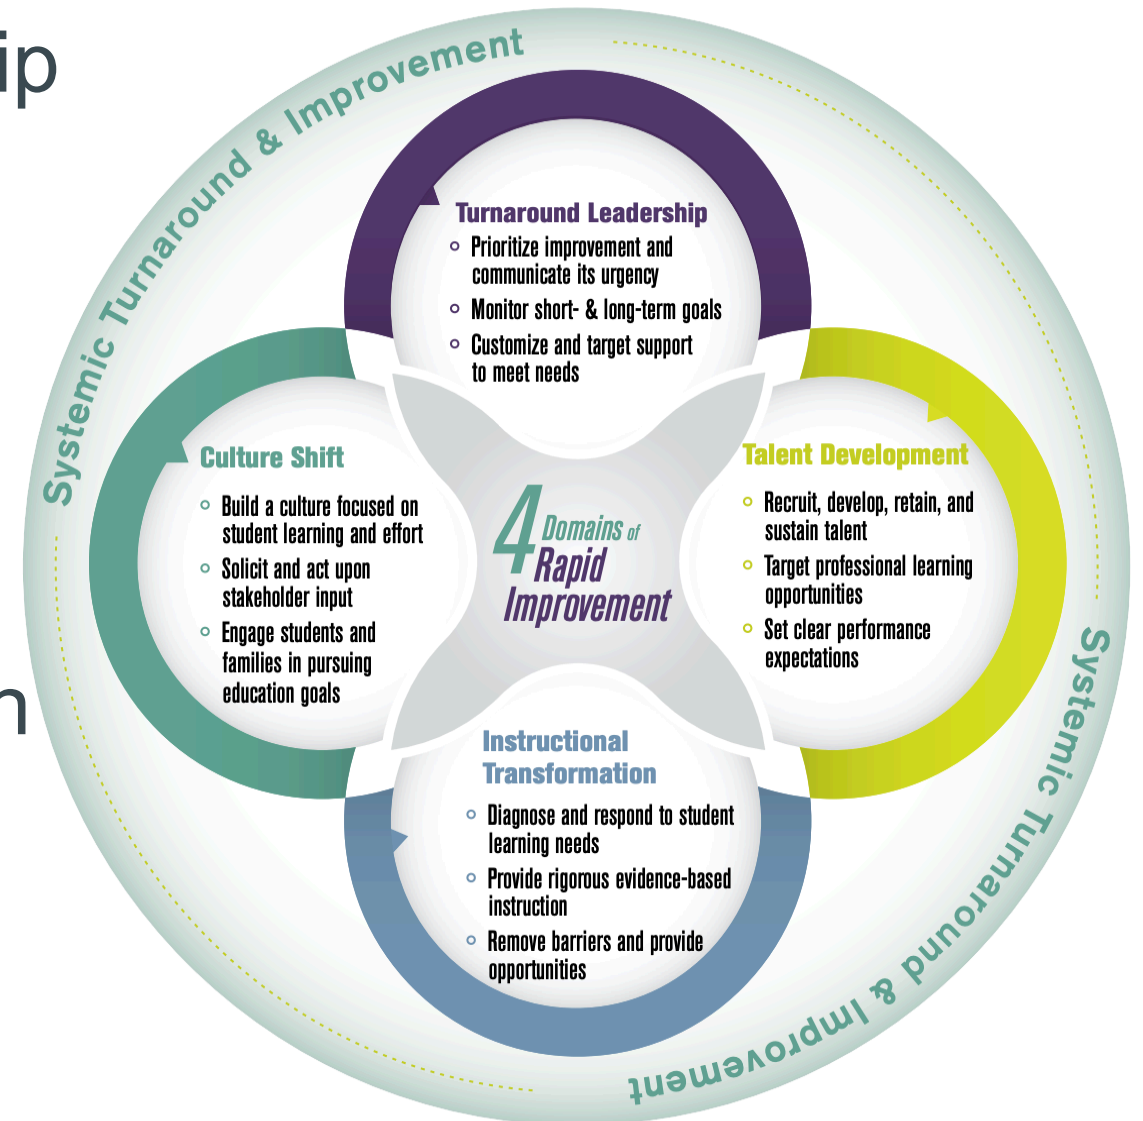 ip
n
Systemic Turnaround & Improvement
Turnaround Leadership
Prioritize improvement and
communicate its urgency
Monitor short- & long-term goals
Customize and target support
to meet needs
Culture Shift
Build a culture focused on
student learning and effort
Solicit and act upon
stakeholder input
Engage students and
families in pursuing
education goals
4 Domains of
Rapid
Improvement
Talent Development
Recruit, develop, retain, and
sustain talent
Target professional learning
opportunities
Set clear performance
expectations
Instructional
Transformation
Diagnose and respond to student
learning needs
Provide rigorous evidence-based
instruction
Remove barriers and provide
opportunities
Systemic Turnaround & Improvement